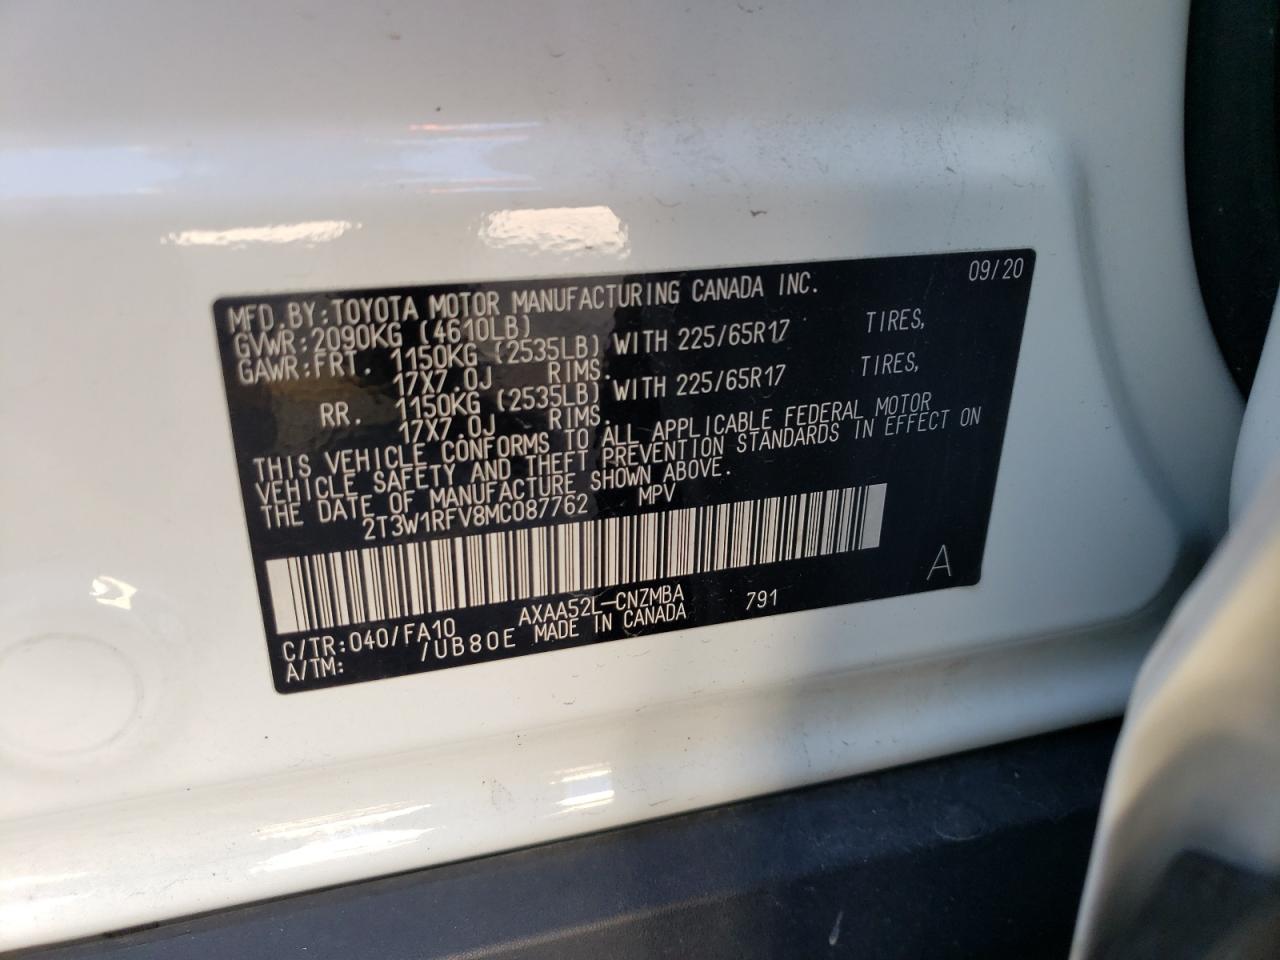 09/20
MFD.BY:TOYOTA MOTOR MANUFACTURING CANADA INC.
GVWR:2090KG (4610LB)
GAWR:FRT. 1150KG (2535LB) WITH 225/65R17 TIRES,
17X7.0J RIMS.
RR. 1150KG (2535LB) WITH 225/65R17 TIRES,
17X7.0J RIMS.
THIS VEHICLE CONFORMS TO ALL APPLICABLE FEDERAL MOTOR
VEHICLE SAFETY AND THEFT PREVENTION STANDARDS IN EFFECT ON
THE DATE OF MANUFACTURE SHOWN ABOVE.
2T3W1RFV8MC087762 MPV
C/TR:040/FA10 AXAA52L-CNZMBA 791
A/TM: /UB80E MADE IN CANADA
A